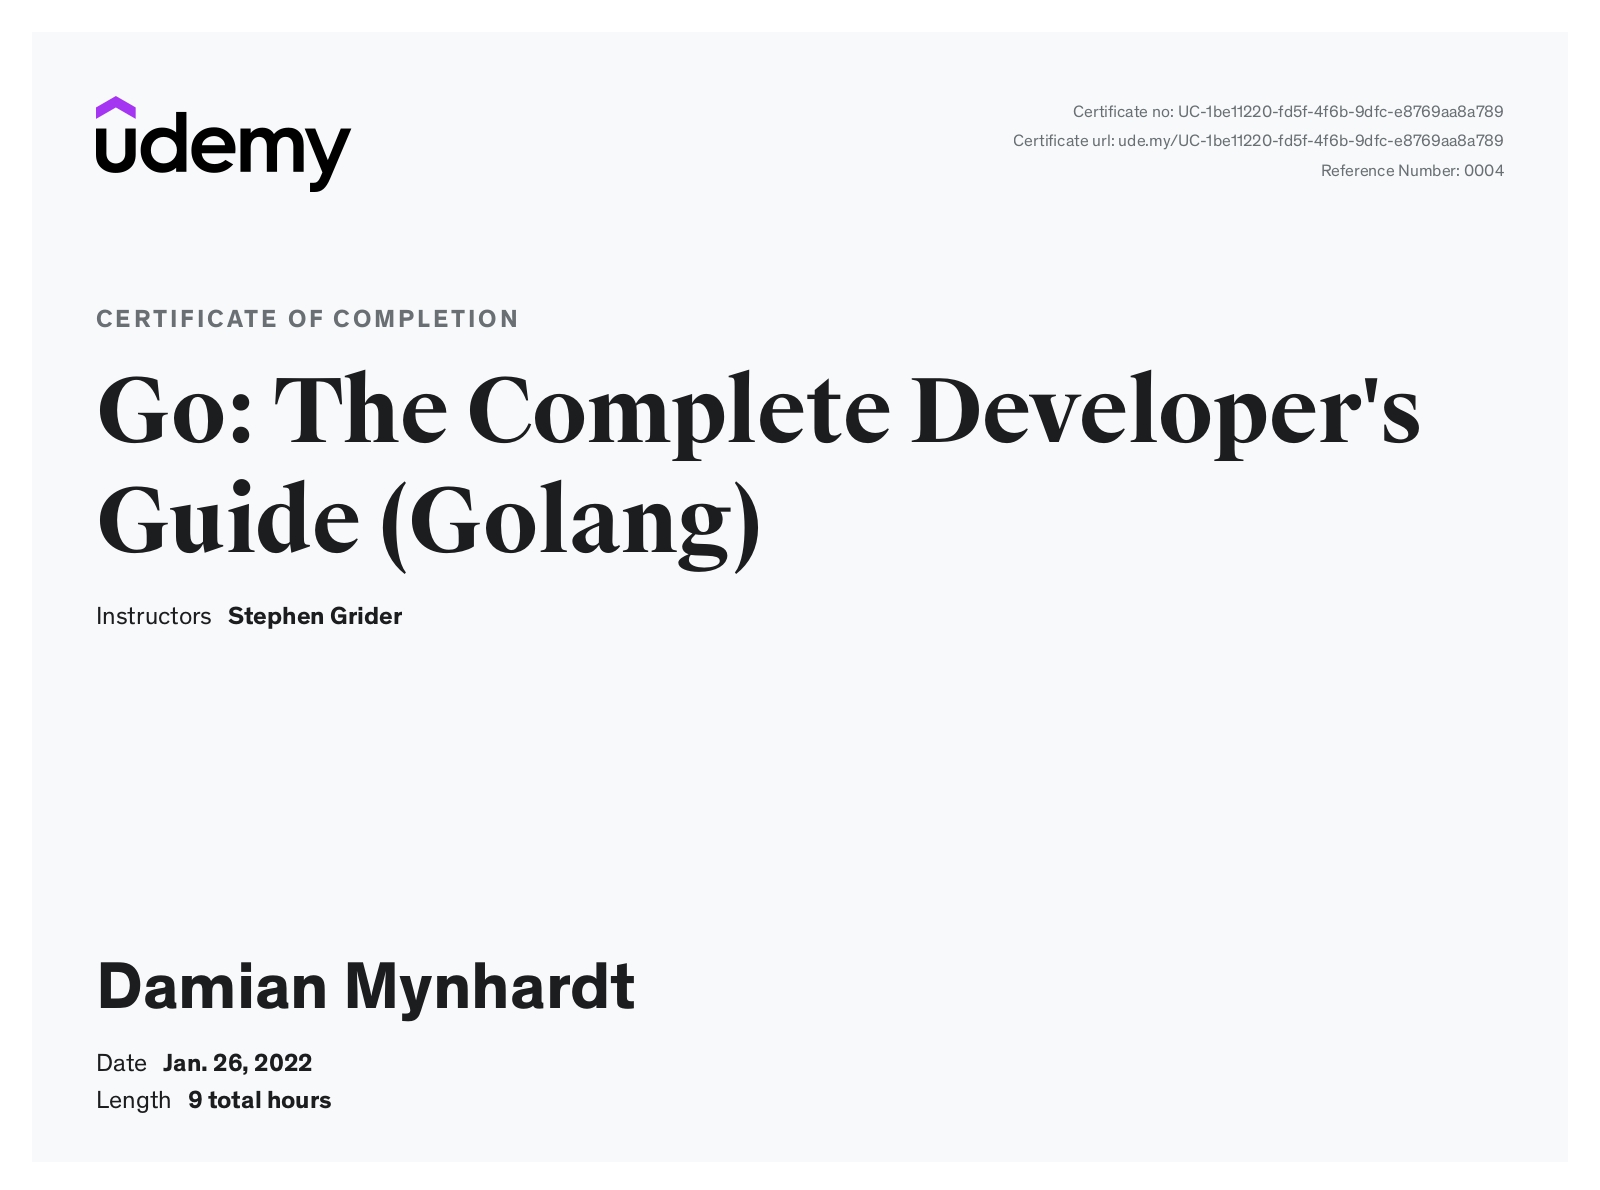 udemy
Certificate no: UC-1be11220-fd5f-4f6b-9dfc-e8769aa8a789
Certificate url: ude.my/UC-1be11220-fd5f-4f6b-9dfc-e8769aa8a789
Reference Number: 0004
CERTIFICATE OF COMPLETION
Go: The Complete Developer's
Guide (Golang)
Instructors Stephen Grider
Damian Mynhardt
Date Jan. 26, 2022
Length 9 total hours